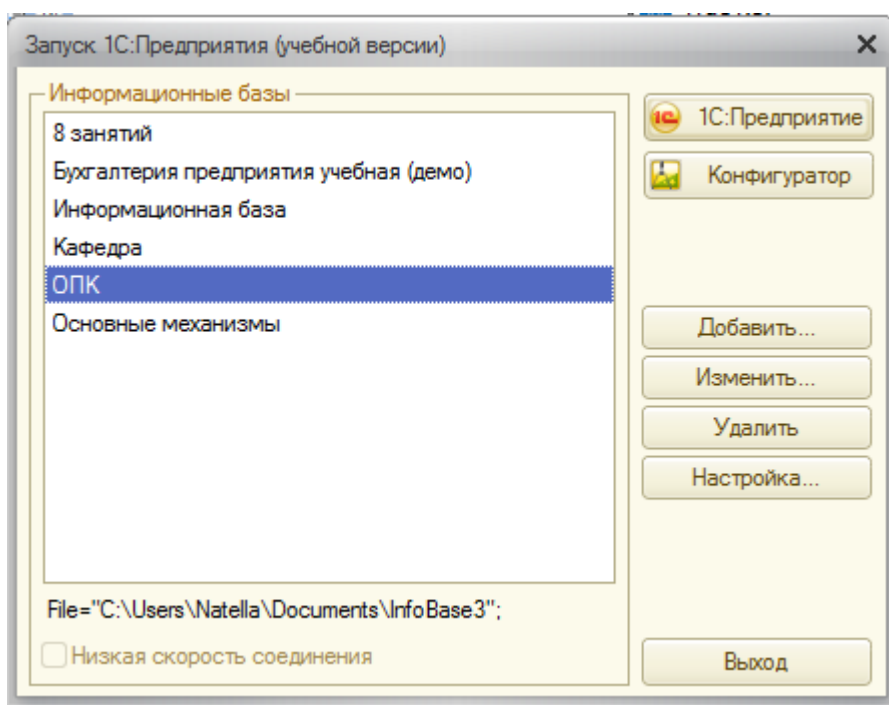 Запуск 1С:Предприятия (учебной версии)
Информационные базы
8 занятий
Бухгалтерия предприятия учебная (демо)
Информационная база
Кафедра
ОПК
Основные механизмы
File="C:\Users\Natella\Documents\InfoBase3";
Низкая скорость соединения
1С:Предприятие
Конфигуратор
Добавить...
Изменить...
Удалить
Настройка...
Выход